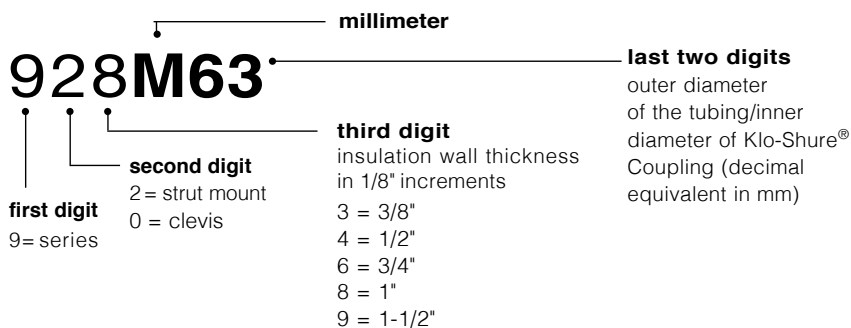 millimeter
928M63
last two digits
outer diameter
of the tubing/inner
diameter of Klo-Shure®
Coupling (decimal
equivalent in mm)
third digit
insulation wall thickness
in 1/8" increments
3 = 3/8"
4 = 1/2"
6 = 3/4"
8 = 1"
9 = 1-1/2"
second digit
2= strut mount
0 = clevis
first digit
9= series